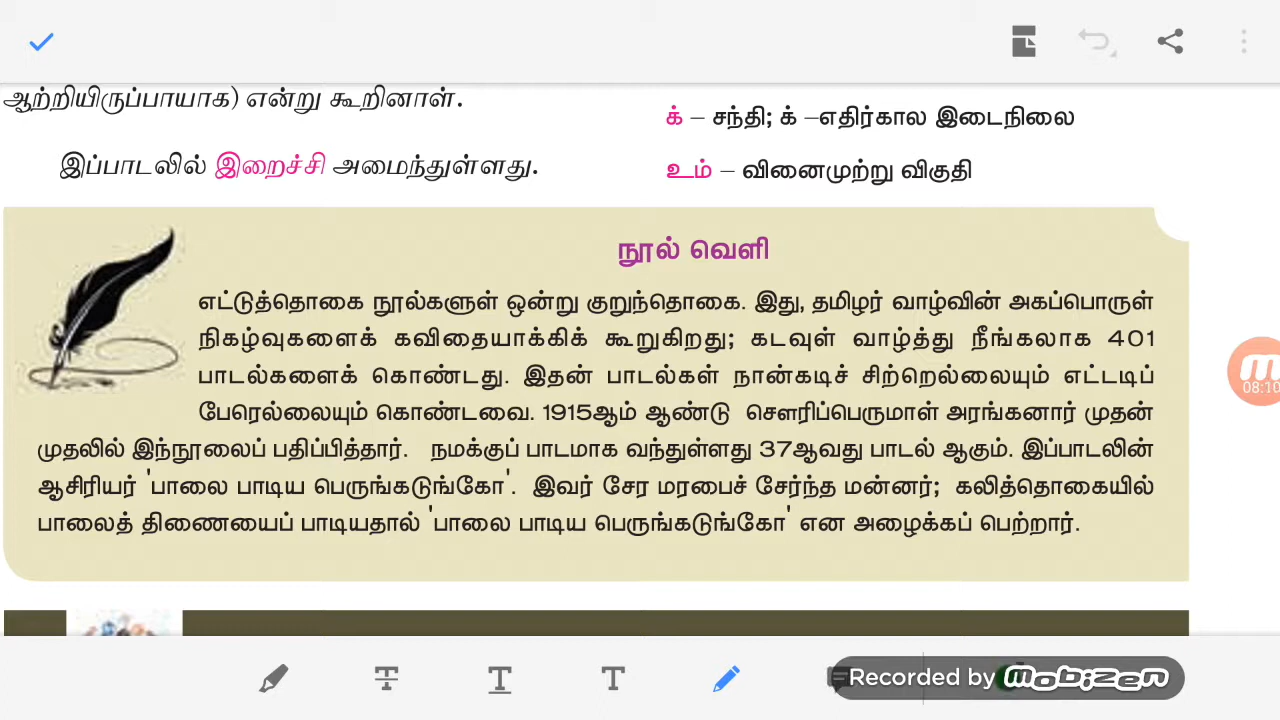 ஆற்றியிருப்பாயாக) என்று கூறினாள்.
இப்பாடலில் இறைச்சி அமைந்துள்ளது.
க் – சந்தி; க் –எதிர்கால இடைநிலை
உம் – வினைமுற்று விகுதி
நூல் வெளி
எட்டுத்தொகை நூல்களுள் ஒன்று குறுந்தொகை. இது, தமிழர் வாழ்வின் அகப்பொருள்
நிகழ்வுகளைக் கவிதையாக்கிக் கூறுகிறது; கடவுள் வாழ்த்து நீங்கலாக 401
பாடல்களைக் கொண்டது. இதன் பாடல்கள் நான்கடிச் சிற்றெல்லையும் எட்டடிப்
பேரெல்லையும் கொண்டவை. 1915ஆம் ஆண்டு சௌரிப்பெருமாள் அரங்கனார் முதன்
முதலில் இந்நூலைப் பதிப்பித்தார். நமக்குப் பாடமாக வந்துள்ளது 37ஆவது பாடல் ஆகும். இப்பாடலின்
ஆசிரியர் 'பாலை பாடிய பெருங்கடுங்கோ'. இவர் சேர மரபைச் சேர்ந்த மன்னர்; கலித்தொகையில்
பாலைத் திணையைப் பாடியதால் 'பாலை பாடிய பெருங்கடுங்கோ' என அழைக்கப் பெற்றார்.
08:10
Recorded by mobizen